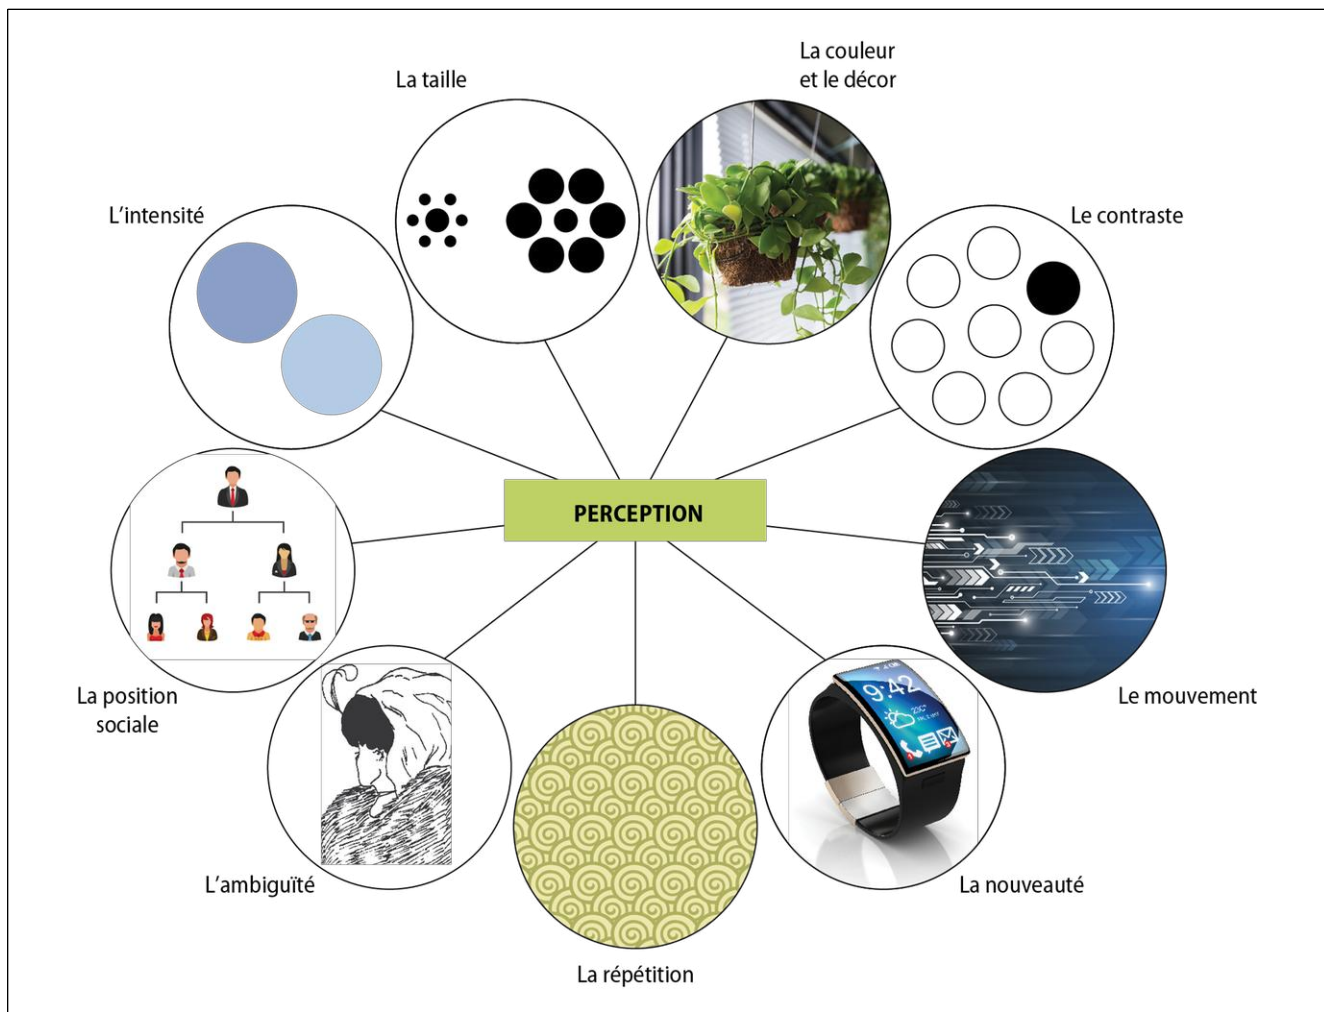 La couleur
et le décor
La taille
L'intensité
Le contraste
PERCEPTION
La position
sociale
Le mouvement
9:42
23C°
L'ambiguïté
La nouveauté
La répétition